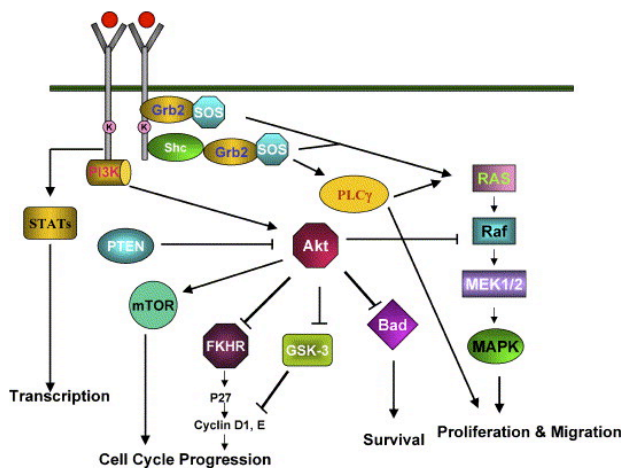 Grb2 SOS
K K
Shc Grb2 SOS
PI3K
PLCγ
RAS
STATs
PTEN
Akt
Raf
mTOR
MEK1/2
FKHR
GSK-3
Bad
MAPK
P27
Transcription
Cyclin D1, E
Survival
Proliferation & Migration
Cell Cycle Progression